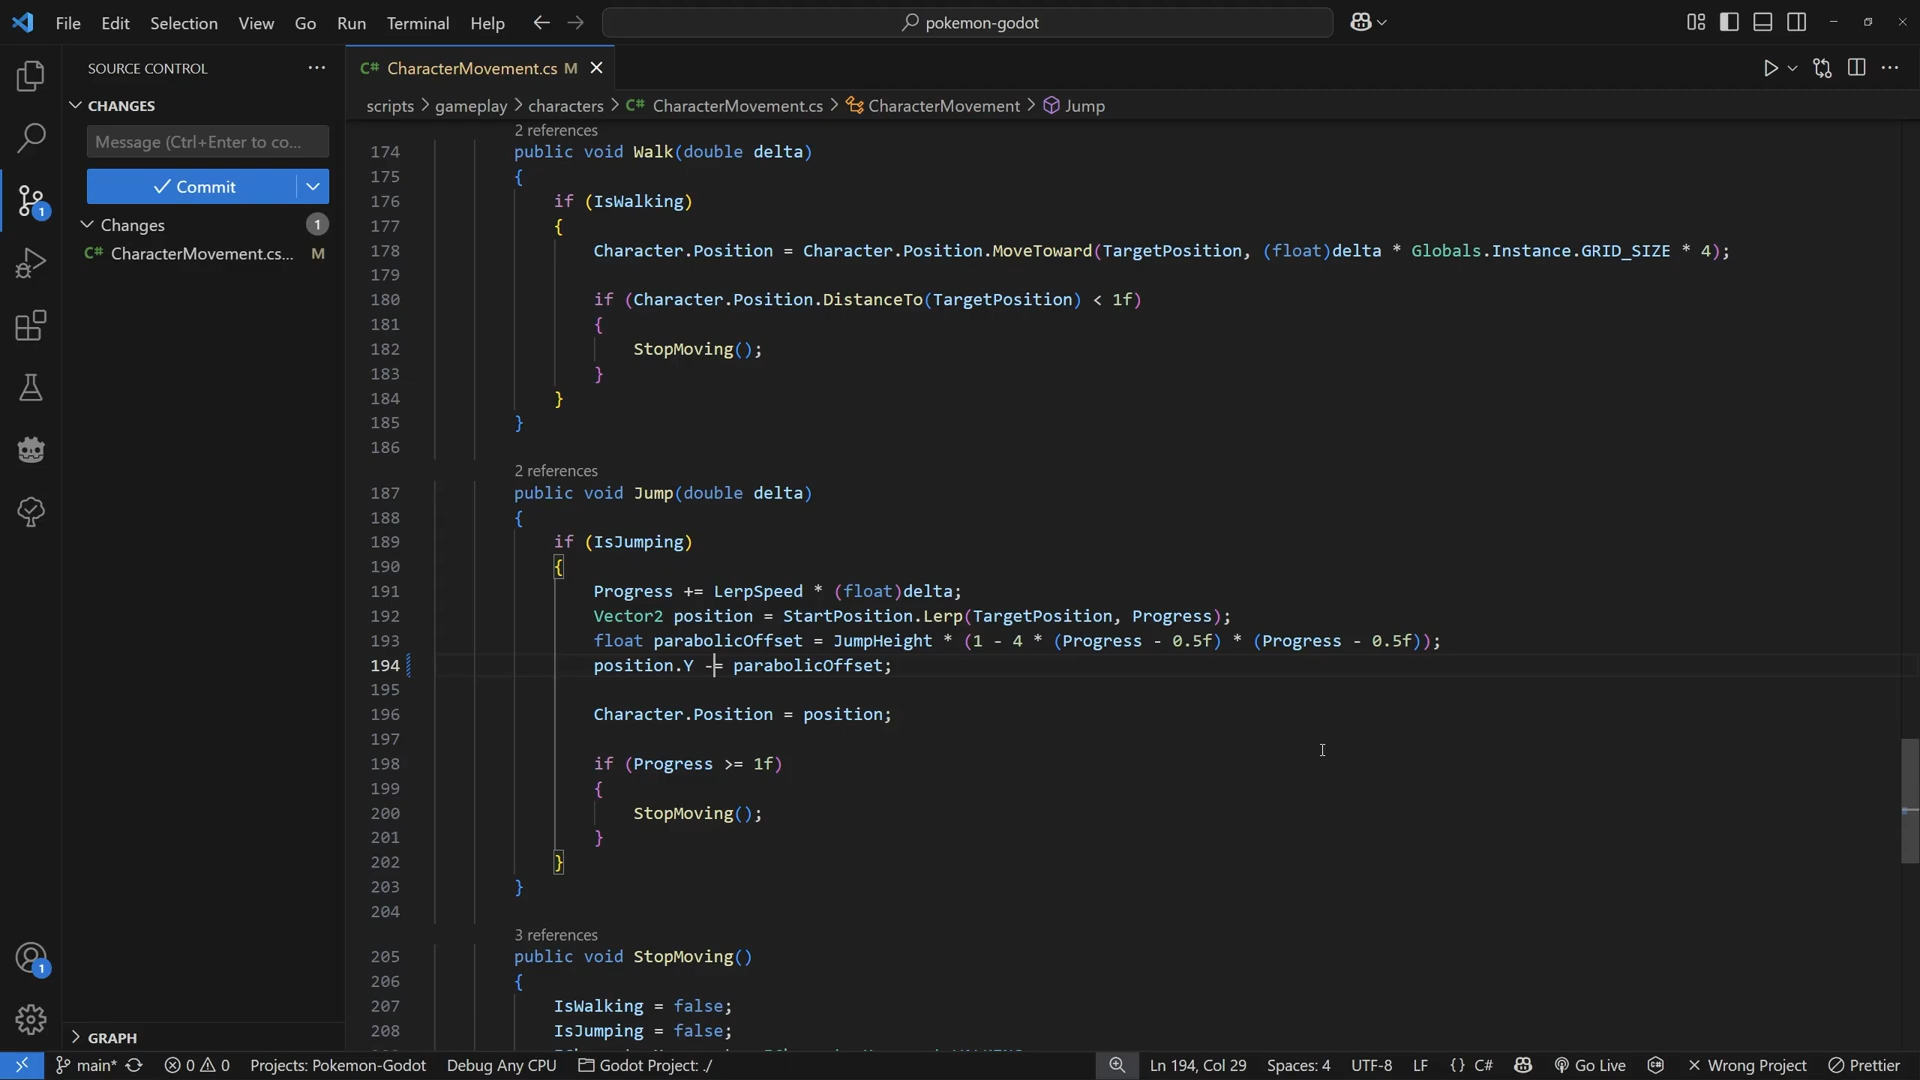 File Edit Selection View Go Run Terminal Help
pokemon-godot
SOURCE CONTROL
CHANGES
Message (Ctrl+Enter to co...
Commit
Changes 1
C# CharacterMovement.cs... M
GRAPH
C# CharacterMovement.cs M
scripts > gameplay > characters > C# CharacterMovement.cs > CharacterMovement > Jump
2 references
174 public void Walk(double delta)
175 {
176 if (IsWalking)
177 {
178 Character.Position = Character.Position.MoveToward(TargetPosition, (float)delta * Globals.Instance.GRID_SIZE * 4);
179
180 if (Character.Position.DistanceTo(TargetPosition) < 1f)
181 {
182 StopMoving();
183 }
184 }
185 }
186
2 references
187 public void Jump(double delta)
188 {
189 if (IsJumping)
190 {
191 Progress += LerpSpeed * (float)delta;
192 Vector2 position = StartPosition.Lerp(TargetPosition, Progress);
193 float parabolicOffset = JumpHeight * (1 - 4 * (Progress - 0.5f) * (Progress - 0.5f));
194 position.Y -= parabolicOffset;
195
196 Character.Position = position;
197
198 if (Progress >= 1f)
199 {
200 StopMoving();
201 }
202 }
203 }
204
3 references
205 public void StopMoving()
206 {
207 IsWalking = false;
208 IsJumping = false;
1
1
main* 0 0 Projects: Pokemon-Godot Debug Any CPU Godot Project: ./ Ln 194, Col 29 Spaces: 4 UTF-8 LF {} C# Go Live Wrong Project Prettier